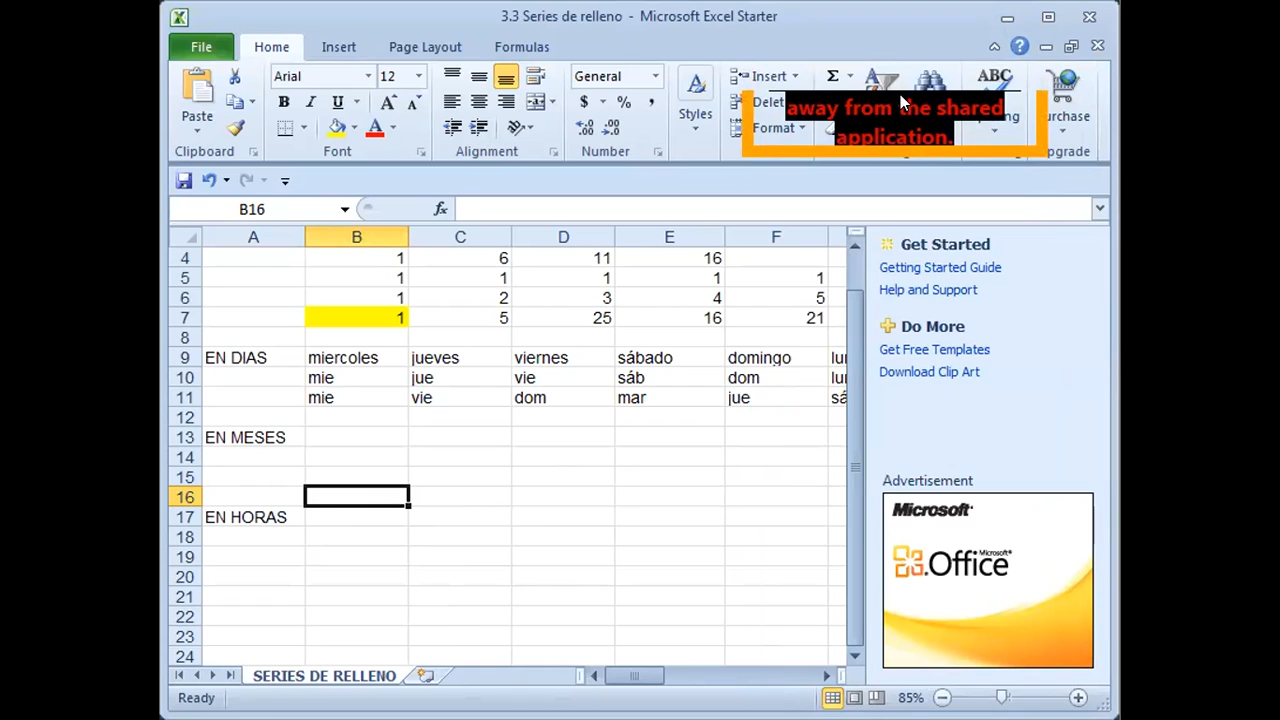 3.3 Series de relleno - Microsoft Excel Starter
File Home Insert Page Layout Formulas
Arial 12 General Σ Insert ABC
Paste B I U A A A $ % , Styles Delet
Format
away from the shared
application.
Clipboard Font Alignment Number Upgrade
B16 fx
A B C D E F
4 1 6 11 16
5 1 1 1 1 1
6 1 2 3 4 5
7 1 5 25 16 21
8
9 EN DIAS miercoles jueves viernes sábado domingo
10 mie jue vie sáb dom
11 mie vie dom mar jue
12
13 EN MESES
14
15
16
17 EN HORAS
18
19
20
21
22
23
24
Get Started
Getting Started Guide
Help and Support
Do More
Get Free Templates
Download Clip Art
Advertisement
Microsoft
Microsoft
Office
SERIES DE RELLENO
Ready 85%